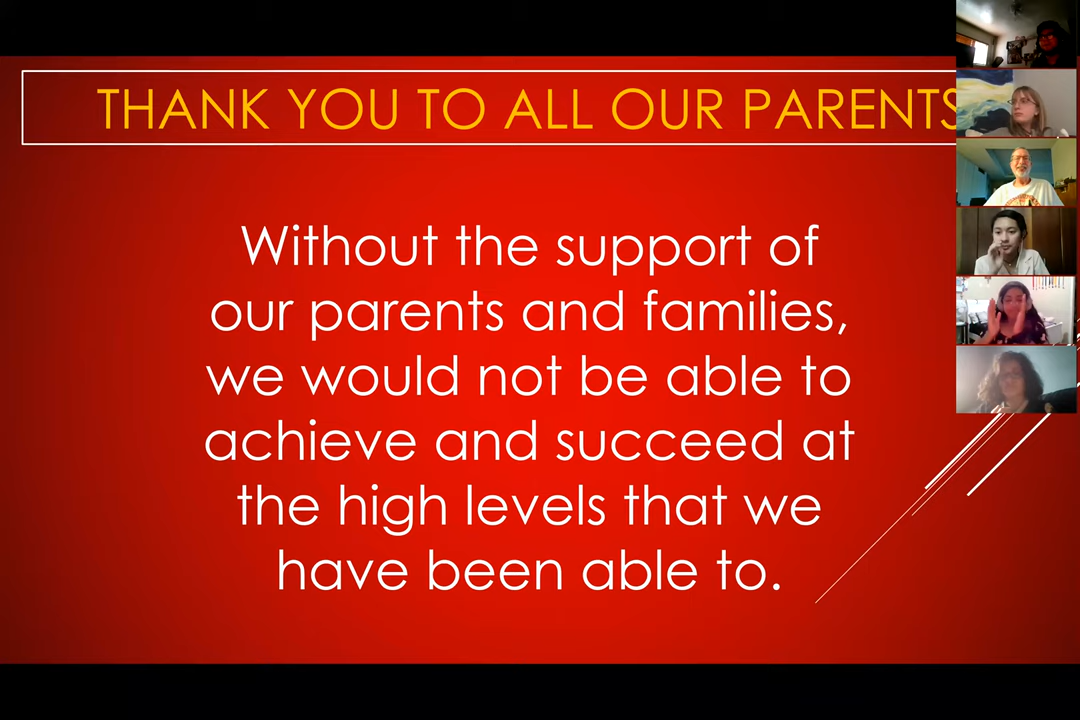 THANK YOU TO ALL OUR PARENTS
Without the support of
our parents and families,
we would not be able to
achieve and succeed at
the high levels that we
have been able to.